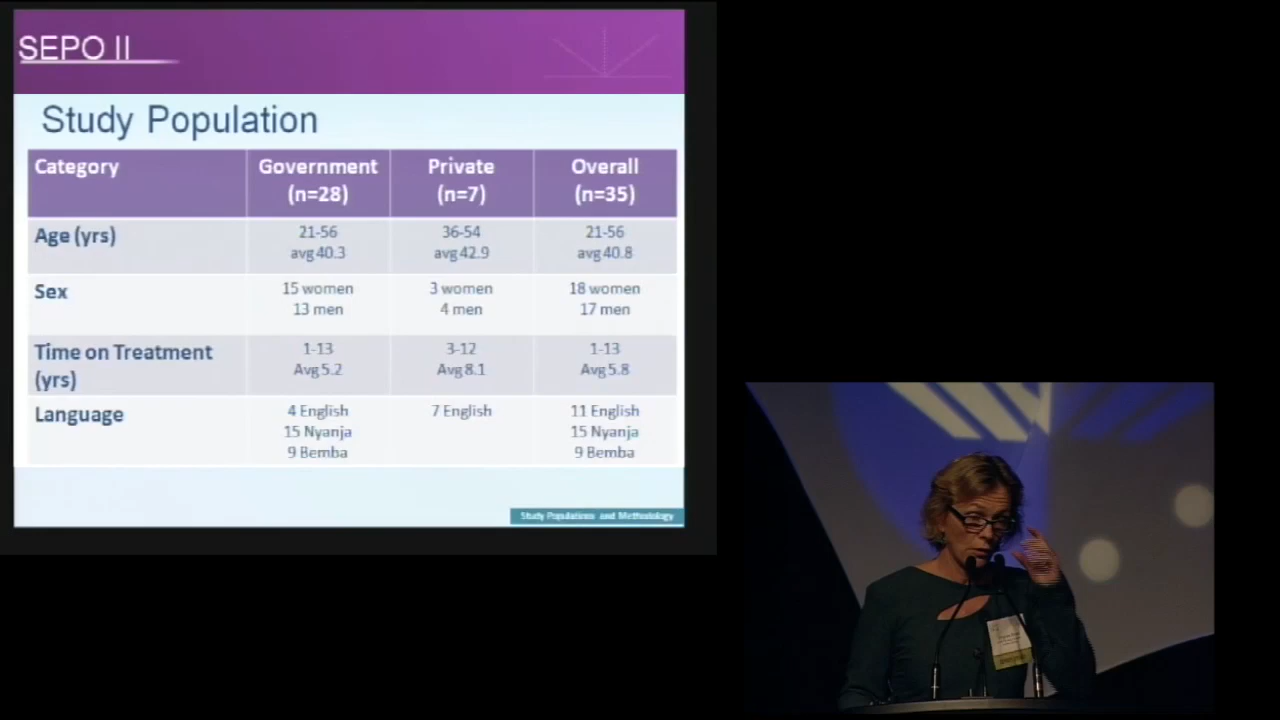 SEPO II
Study Population
Category
Government
(n=28)
Private
(n=7)
Overall
(n=35)
Age (yrs)
21-56
avg 40.3
36-54
avg 42.9
21-56
avg 40.8
Sex
15 women
13 men
3 women
4 men
18 women
17 men
Time on Treatment
(yrs)
1-13
Avg 5.2
3-12
Avg 8.1
1-13
Avg 5.8
Language
4 English
15 Nyanja
9 Bemba
7 English
11 English
15 Nyanja
9 Bemba
Study Populations and Methodology